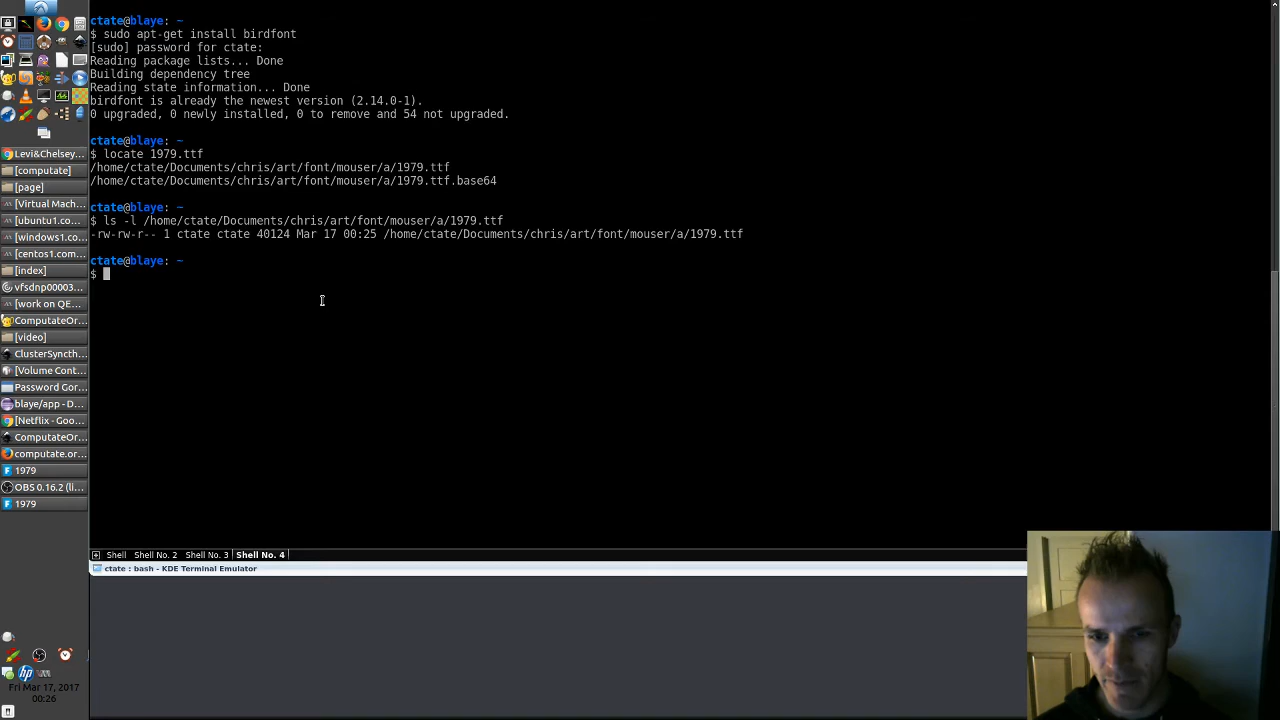 ctate@blaye: ~
$ sudo apt-get install birdfont
[sudo] password for ctate:
Reading package lists... Done
Building dependency tree
Reading state information... Done
birdfont is already the newest version (2.14.0-1).
0 upgraded, 0 newly installed, 0 to remove and 54 not upgraded.
ctate@blaye: ~
$ locate 1979.ttf
/home/ctate/Documents/chris/art/font/mouser/a/1979.ttf
/home/ctate/Documents/chris/art/font/mouser/a/1979.ttf.base64
ctate@blaye: ~
$ ls -l /home/ctate/Documents/chris/art/font/mouser/a/1979.ttf
-rw-rw-r-- 1 ctate ctate 40124 Mar 17 00:25 /home/ctate/Documents/chris/art/font/mouser/a/1979.ttf
ctate@blaye: ~
$
Levi&Chelsey...
[computate]
[page]
[Virtual Mach...
[ubuntu1.co...
[windows1.co...
[centos1.com...
[index]
vfsdnp00003...
[work on QE...
ComputateOr...
[video]
ClusterSyncth...
[Volume Cont...
Password Gor...
blaye/app - D...
[Netflix - Goo...
ComputateOr...
computate.or...
1979
OBS 0.16.2 (li...
1979
Shell
Shell No. 2
Shell No. 3
Shell No. 4
ctate : bash - KDE Terminal Emulator
Fri Mar 17, 2017
00:26